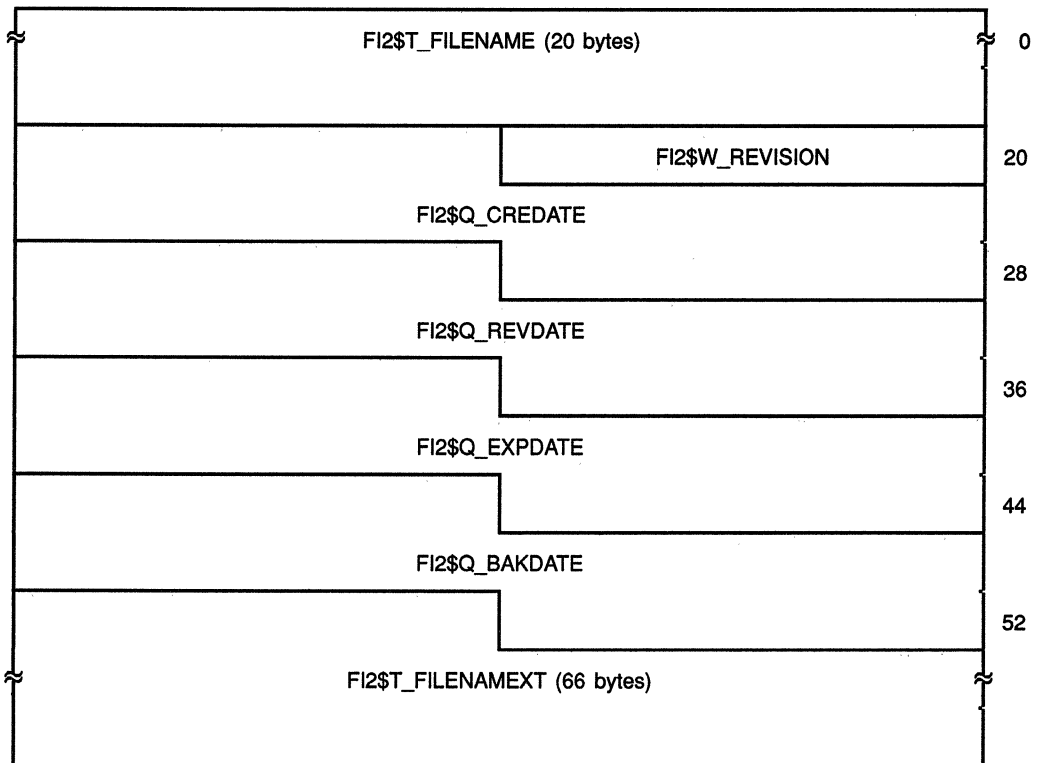 FI2$T_FILENAME (20 bytes) 0
FI2$W_REVISION 20
FI2$Q_CREDATE
28
FI2$Q_REVDATE
36
FI2$Q_EXPDATE
44
FI2$Q_BAKDATE
52
FI2$T_FILENAMEXT (66 bytes)